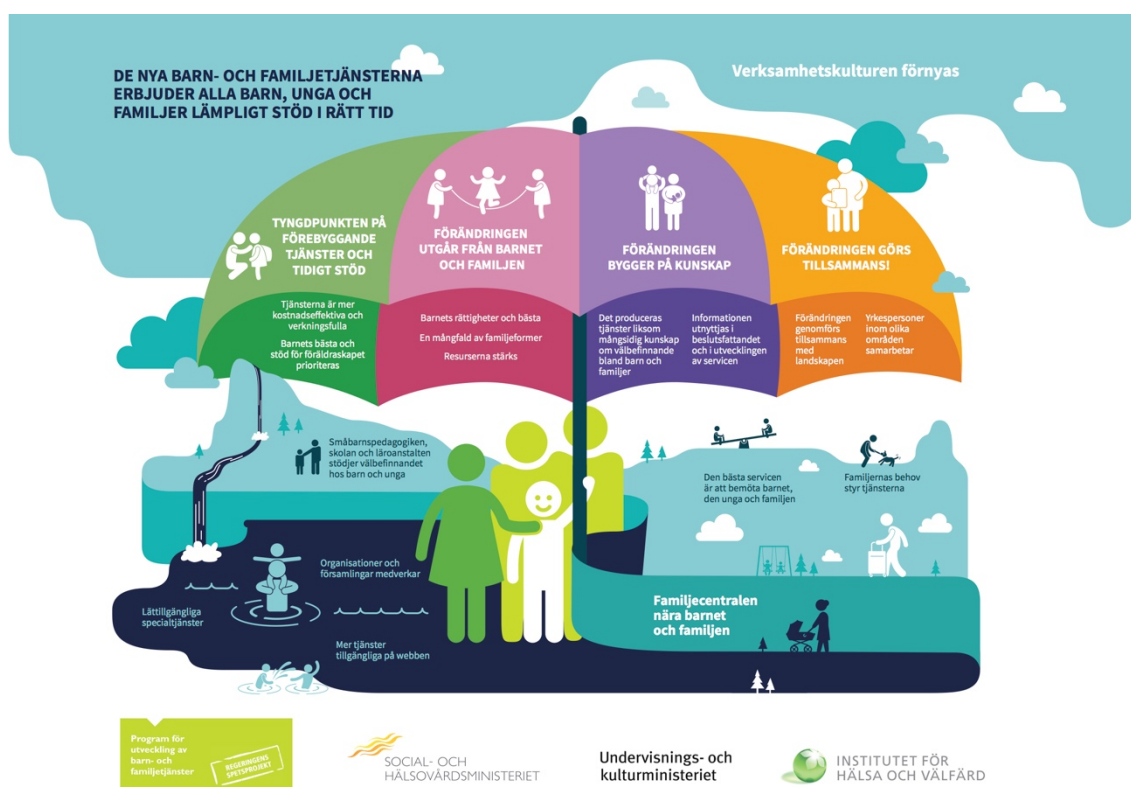 DE NYA BARN- OCH FAMILJETJÄNSTERNA
ERBJUDER ALLA BARN, UNGA OCH
FAMILJER LÄMPLIGT STÖD I RÄTT TID
Verksamhetskulturen förnyas
TYNGDPUNKTEN PÅ
FÖREBYGGANDE
TJÄNSTER OCH
TIDIGT STÖD
FÖRÄNDRINGEN
UTGÅR FRÅN BARNET
OCH FAMILJEN
FÖRÄNDRINGEN
BYGGER PÅ KUNSKAP
FÖRÄNDRINGEN GÖRS
TILLSAMMANS!
Tjänsterna är mer
kostnadseffektiva och
verkningsfulla
Barnets bästa och
stöd för föräldraskapet
prioriteras
Barnets rättigheter och bästa
En mångfald av familjeformer
Resurserna stärks
Det produceras
tjänster liksom
mångsidig kunskap
om välbefinnande
bland barn och
familjer
Informationen
utnyttjas i
beslutsfattandet
och i utvecklingen
av servicen
Förändringen
genomförs
tillsammans
med
landskapen
Yrkespersoner
inom olika
områden
samarbetar
Småbarnspedagogiken,
skolan och läroanstalten
stödjer välbefinnandet
hos barn och unga
Den bästa servicen
är att bemöta barnet,
den unga och familjen
Familjernas behov
styr tjänsterna
Organisationer och
församlingar medverkar
Lättillgängliga
specialtjänster
Mer tjänster
tillgängliga på webben
Familjecentralen
nära barnet
och familjen
Program för
utveckling av
barn- och
familjetjänster
REGERINGENS
SPETSPROJEKT
SOCIAL- OCH
HÄLSOVÅRDSMINISTERIET
Undervisnings- och
kulturministeriet
INSTITUTET FÖR
HÄLSA OCH VÄLFÄRD